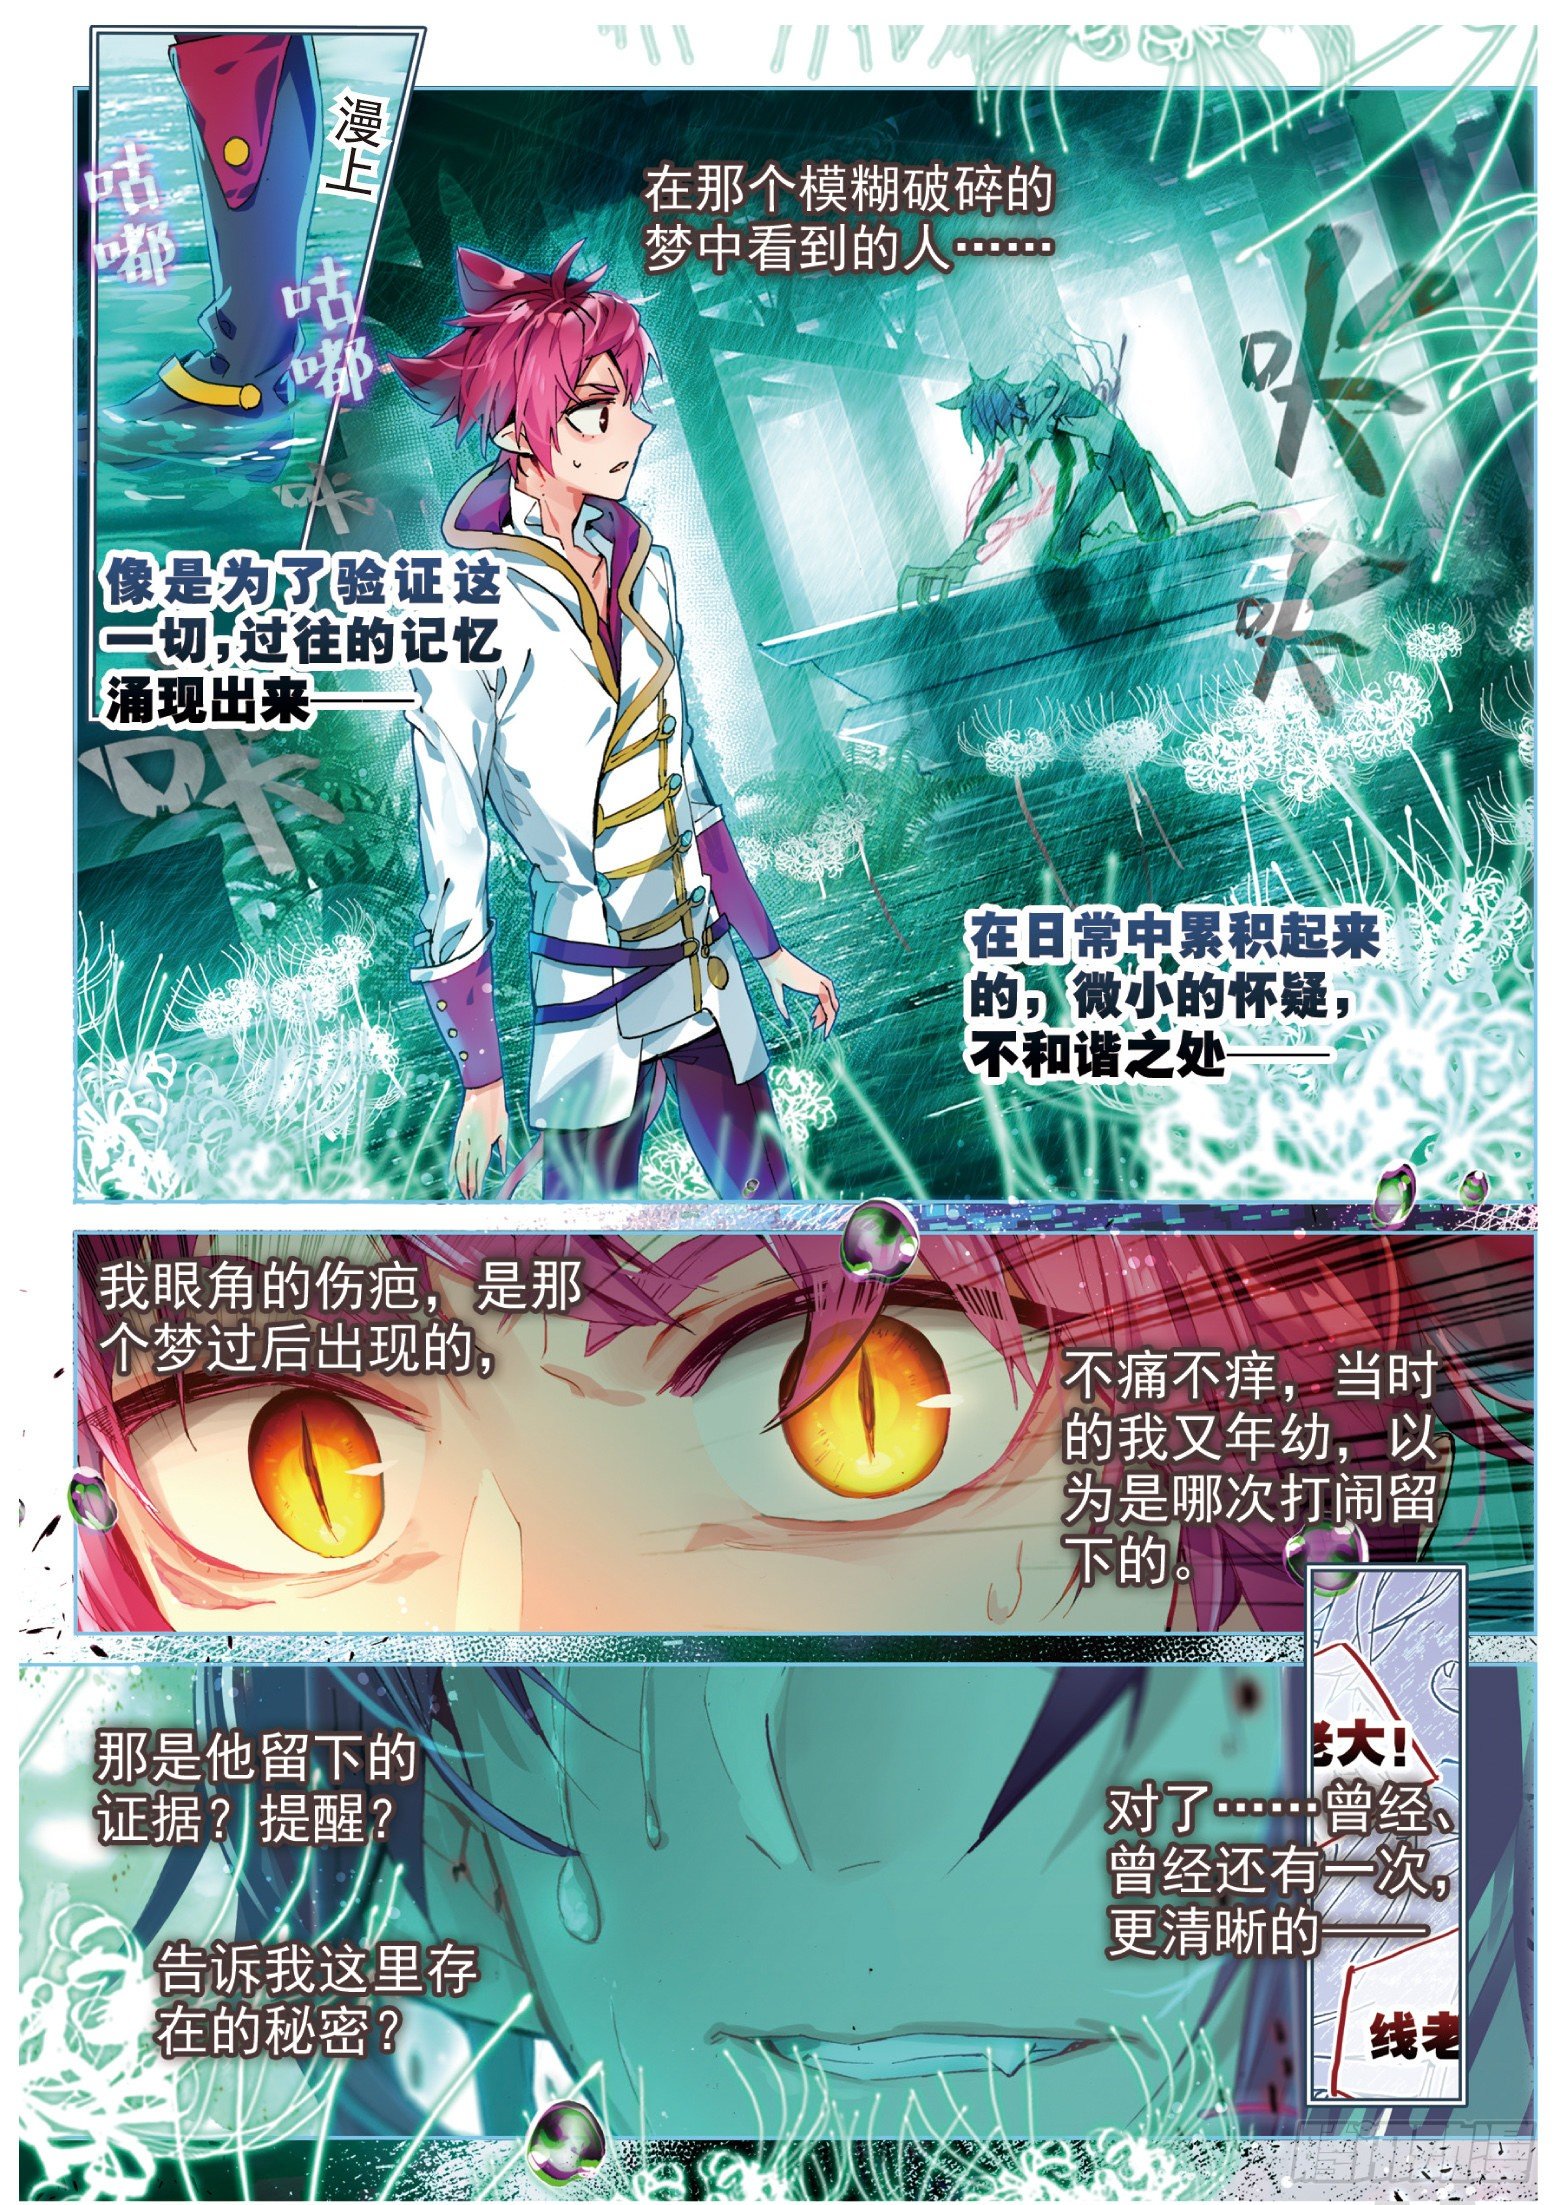 漫上
咕嘟
咕嘟
在那个模糊破碎的
梦中看到的人……
咔
咔
咔
像是为了验证这
一切，过往的记忆
涌现出来——
咔
在日常中累积起来
的，微小的怀疑，
不和谐之处——
我眼角的伤疤，是那
个梦过后出现的，
不痛不痒，当时
的我又年幼，以
为是哪次打闹留
下的。
那是他留下的
证据？提醒？
告诉我这里存
在的秘密？
老大！
对了……曾经、
曾经还有一次，
更清晰的——
线老